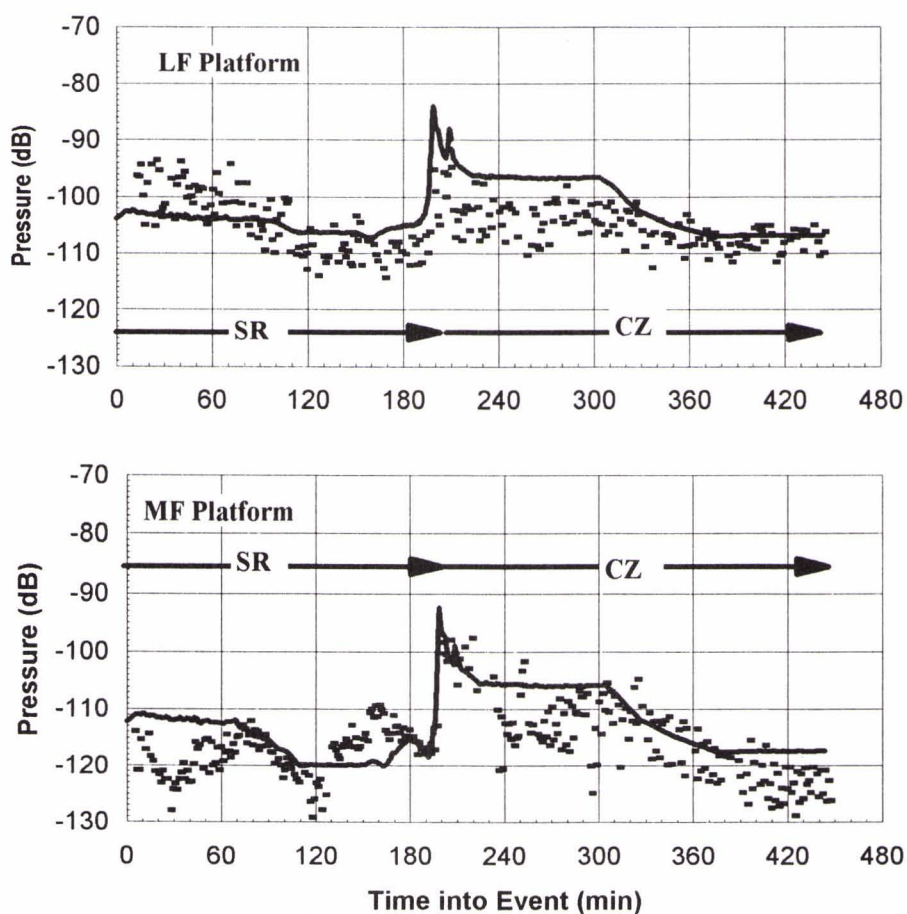 -70
LF Platform
-80
-90
Pressure (dB)
-100
-110
-120
SR
CZ
-130
0 60 120 180 240 300 360 420 480
-70
MF Platform
-80
SR
CZ
-90
Pressure (dB)
-100
-110
-120
-130
0 60 120 180 240 300 360 420 480
Time into Event (min)